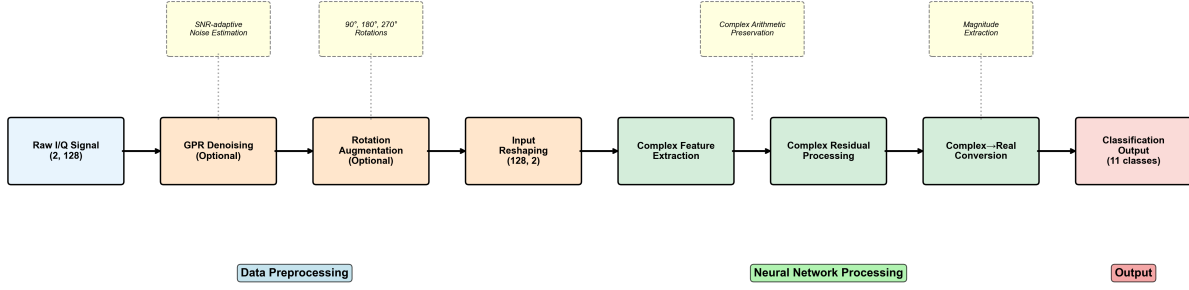 SNR-adaptive
Noise Estimation
90°, 180°, 270°
Rotations
Complex Arithmetic
Preservation
Magnitude
Extraction
Raw I/Q Signal
(2, 128)
GPR Denoising
(Optional)
Rotation
Augmentation
(Optional)
Input
Reshaping
(128, 2)
Complex Feature
Extraction
Complex Residual
Processing
Complex→Real
Conversion
Classification
Output
(11 classes)
Data Preprocessing
Neural Network Processing
Output